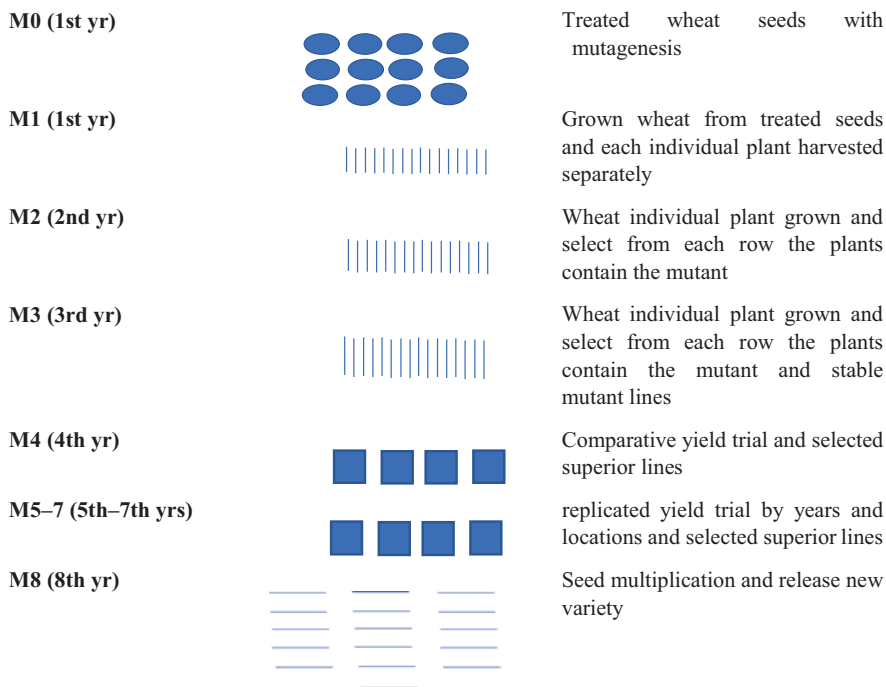 M0 (1st yr)
Treated wheat seeds with
mutagenesis
M1 (1st yr)
Grown wheat from treated seeds
and each individual plant harvested
separately
M2 (2nd yr)
Wheat individual plant grown and
select from each row the plants
contain the mutant
M3 (3rd yr)
Wheat individual plant grown and
select from each row the plants
contain the mutant and stable
mutant lines
M4 (4th yr)
Comparative yield trial and selected
superior lines
M5–7 (5th–7th yrs)
replicated yield trial by years and
locations and selected superior lines
M8 (8th yr)
Seed multiplication and release new
variety